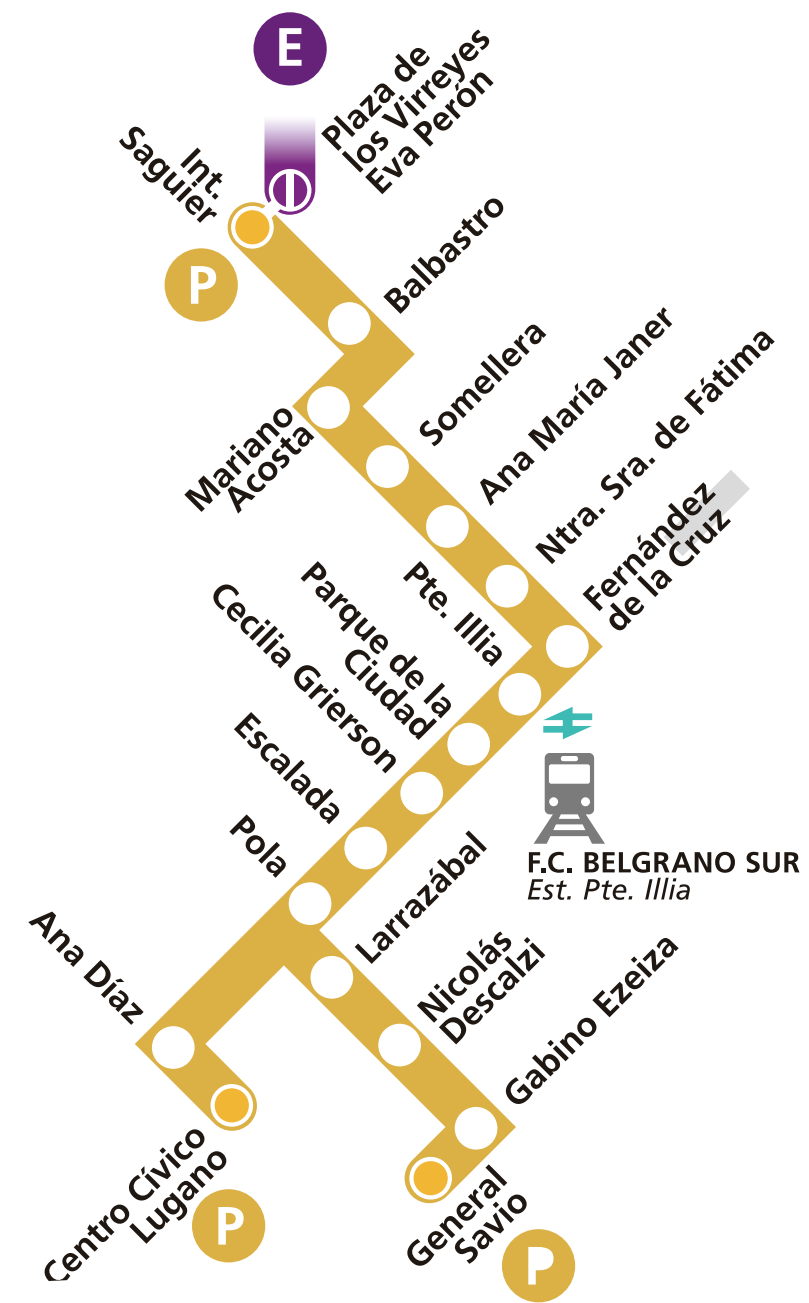 E
Plaza de
los Virreyes
Eva Perón
Int.
Saguier
P
Balbastro
Mariano
Acosta
Somellera
Ana María Janer
Ntra. Sra. de Fátima
Fernández
de la Cruz
Pte. Illia
Parque de la
Ciudad
Cecilia Grierson
Escalada
Pola
F.C. BELGRANO SUR
Est. Pte. Illia
Larrazábal
Nicolás
Descalzi
Gabino Ezeiza
Ana Díaz
Centro Cívico
Lugano
P
General
Savio
P